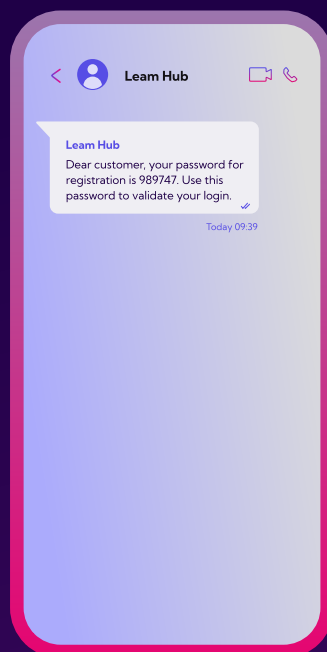 Leam Hub
Leam Hub
Dear customer, your password for
registration is 989747. Use this
password to validate your login.
Today 09:39